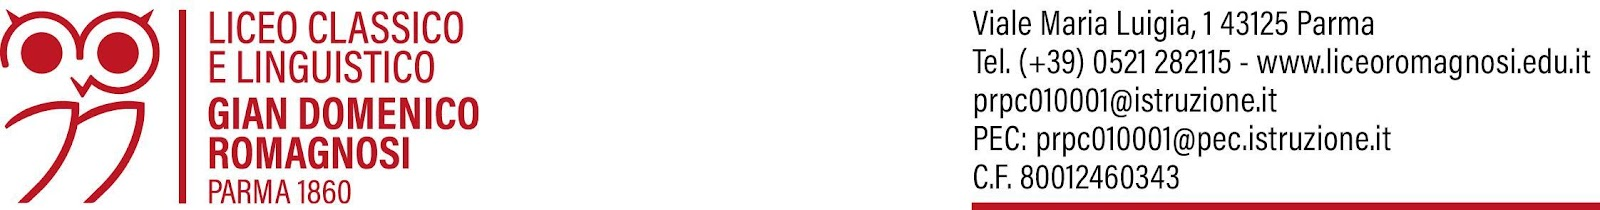 LICEO CLASSICO
E LINGUISTICO
GIAN DOMENICO
ROMAGNOSI
PARMA 1860
Viale Maria Luigia, 1 43125 Parma
Tel. (+39) 0521 282115 - www.liceoromagnosi.edu.it
prpc010001@istruzione.it
PEC: prpc010001@pec.istruzione.it
C.F. 80012460343